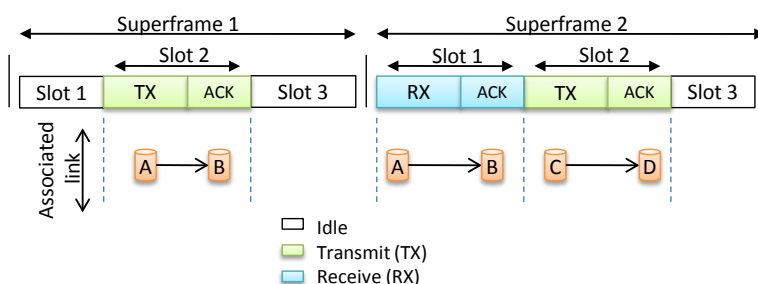 Superframe 1 Superframe 2
Slot 2 Slot 1 Slot 2
Slot 1 TX ACK Slot 3 RX ACK TX ACK Slot 3
Associated
link
A B A B C D
Idle
Transmit (TX)
Receive (RX)